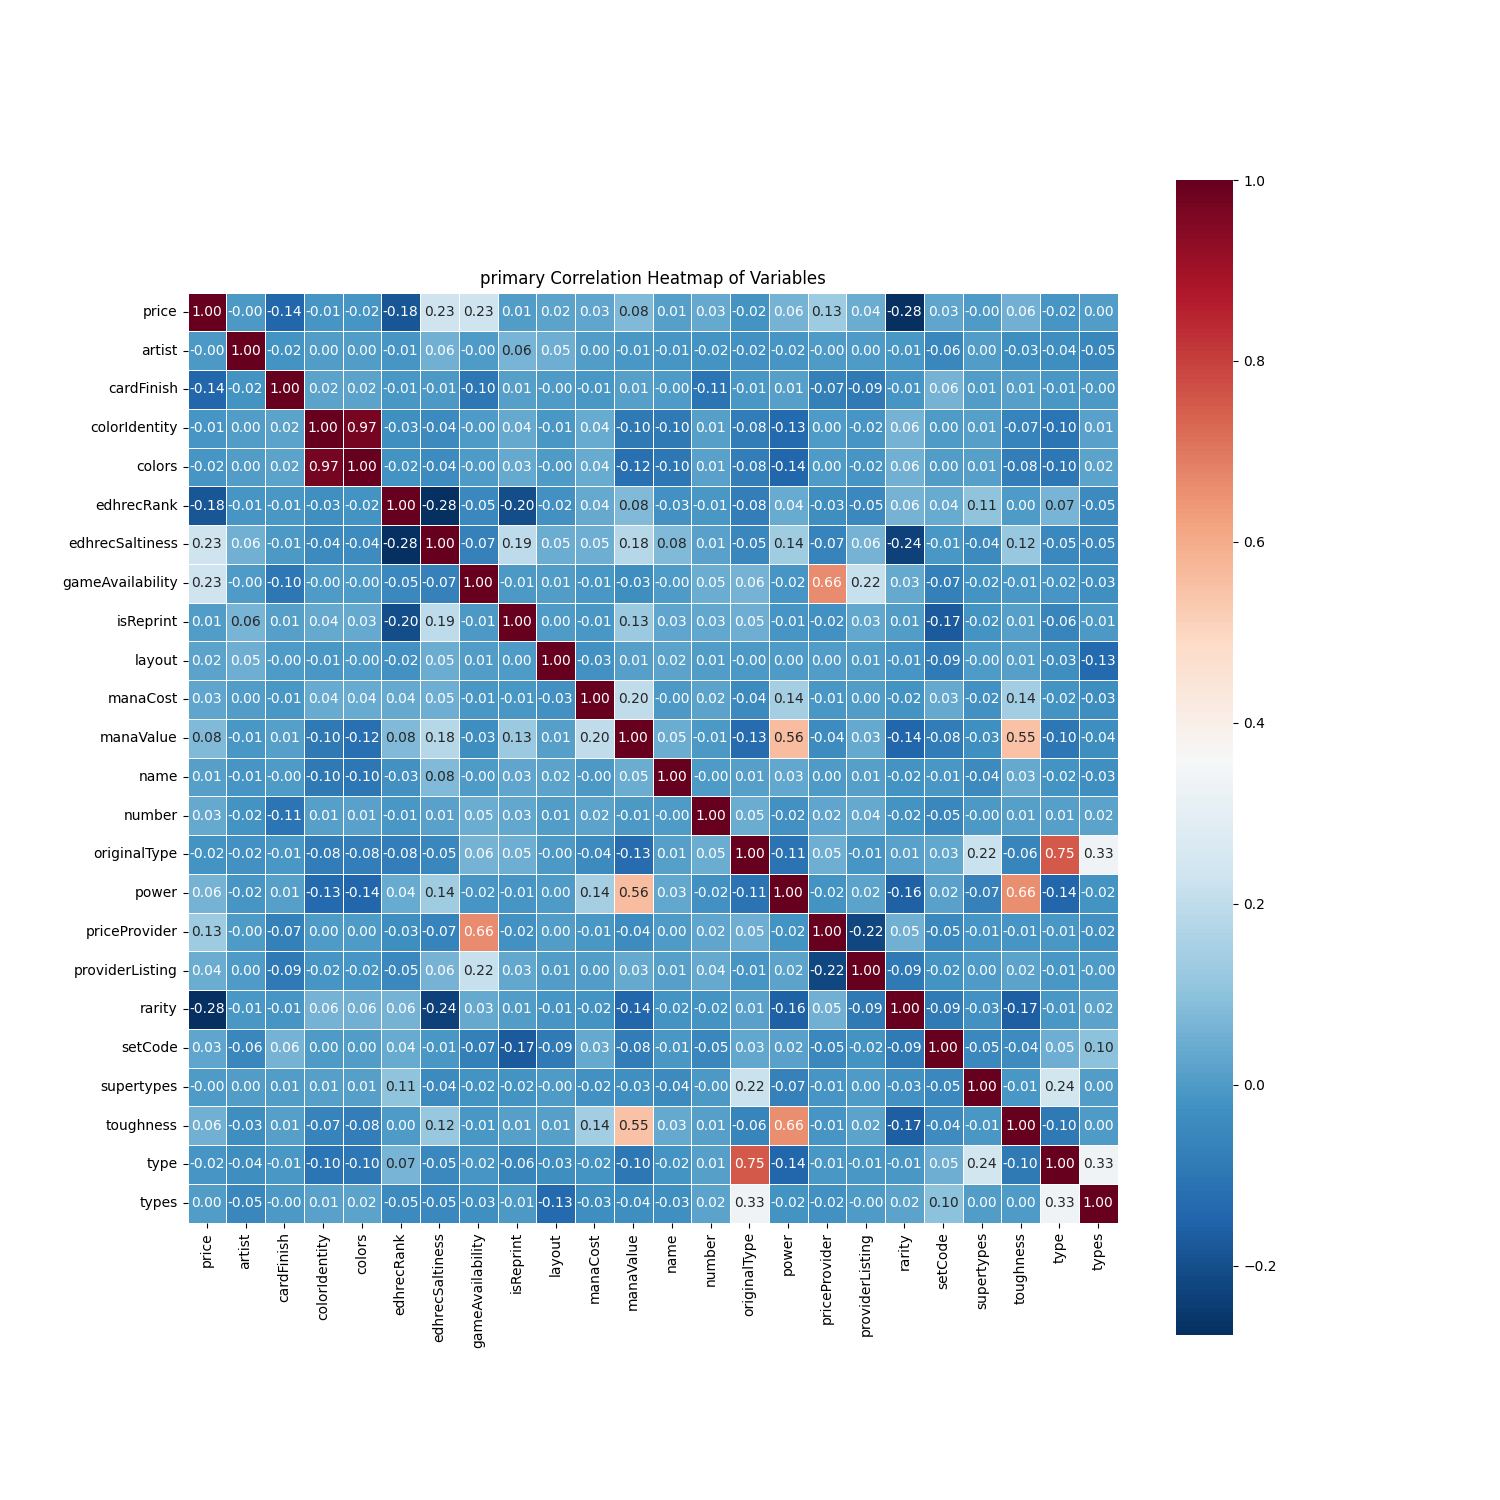 primary Correlation Heatmap of Variables
1.0
price 1.00 -0.00 -0.14 -0.01 -0.02 -0.18 0.23 0.23 0.01 0.02 0.03 0.08 0.01 0.03 -0.02 0.06 0.13 0.04 -0.28 0.03 -0.00 0.06 -0.02 0.00
artist -0.00 1.00 -0.02 0.00 0.00 -0.01 0.06 -0.00 0.06 0.05 0.00 -0.01 -0.01 -0.02 -0.02 -0.02 -0.00 0.00 -0.01 -0.06 0.00 -0.03 -0.04 -0.05
0.8
cardFinish -0.14 -0.02 1.00 0.02 0.02 -0.01 -0.01 -0.10 0.01 -0.00 -0.01 0.01 -0.00 -0.11 -0.01 0.01 -0.07 -0.09 -0.01 0.06 0.01 0.01 -0.01 -0.00
colorIdentity -0.01 0.00 0.02 1.00 0.97 -0.03 -0.04 -0.00 0.04 -0.01 0.04 -0.10 -0.10 0.01 -0.08 -0.13 0.00 -0.02 0.06 0.00 0.01 -0.07 -0.10 0.01
colors -0.02 0.00 0.02 0.97 1.00 -0.02 -0.04 -0.00 0.03 -0.00 0.04 -0.12 -0.10 0.01 -0.08 -0.14 0.00 -0.02 0.06 0.00 0.01 -0.08 -0.10 0.02
edhrecRank -0.18 -0.01 -0.01 -0.03 -0.02 1.00 -0.28 -0.05 -0.20 -0.02 0.04 0.08 -0.03 -0.01 -0.08 0.04 -0.03 -0.05 0.06 0.04 0.11 0.00 0.07 -0.05
edhrecSaltiness 0.23 0.06 -0.01 -0.04 -0.04 -0.28 1.00 -0.07 0.19 0.05 0.05 0.18 0.08 0.01 -0.05 0.14 -0.07 0.06 -0.24 -0.01 -0.04 0.12 -0.05 -0.05
0.6
gameAvailability 0.23 -0.00 -0.10 -0.00 -0.00 -0.05 -0.07 1.00 -0.01 0.01 -0.01 -0.03 -0.00 0.05 0.06 -0.02 0.66 0.22 0.03 -0.07 -0.02 -0.01 -0.02 -0.03
isReprint 0.01 0.06 0.01 0.04 0.03 -0.20 0.19 -0.01 1.00 0.00 -0.01 0.13 0.03 0.03 0.05 -0.01 -0.02 0.03 0.01 -0.17 -0.02 0.01 -0.06 -0.01
layout 0.02 0.05 -0.00 -0.01 -0.00 -0.02 0.05 0.01 0.00 1.00 -0.03 0.01 0.02 0.01 -0.00 0.00 0.00 0.01 -0.01 -0.09 -0.00 0.01 -0.03 -0.13
manaCost 0.03 0.00 -0.01 0.04 0.04 0.04 0.05 -0.01 -0.01 -0.03 1.00 0.20 -0.00 0.02 -0.04 0.14 -0.01 0.00 -0.02 0.03 -0.02 0.14 -0.02 -0.03
0.4
manaValue 0.08 -0.01 0.01 -0.10 -0.12 0.08 0.18 -0.03 0.13 0.01 0.20 1.00 0.05 -0.01 -0.13 0.56 -0.04 0.03 -0.14 -0.08 -0.03 0.55 -0.10 -0.04
name 0.01 -0.01 -0.00 -0.10 -0.10 -0.03 0.08 -0.00 0.03 0.02 -0.00 0.05 1.00 -0.00 0.01 0.03 0.00 0.01 -0.02 -0.01 -0.04 0.03 -0.02 -0.03
number 0.03 -0.02 -0.11 0.01 0.01 -0.01 0.01 0.05 0.03 0.01 0.02 -0.01 -0.00 1.00 0.05 -0.02 0.02 0.04 -0.02 -0.05 -0.00 0.01 0.01 0.02
originalType -0.02 -0.02 -0.01 -0.08 -0.08 -0.08 -0.05 0.06 0.05 -0.00 -0.04 -0.13 0.01 0.05 1.00 -0.11 0.05 -0.01 0.01 0.03 0.22 -0.06 0.75 0.33
power 0.06 -0.02 0.01 -0.13 -0.14 0.04 0.14 -0.02 -0.01 0.00 0.14 0.56 0.03 -0.02 -0.11 1.00 -0.02 0.02 -0.16 0.02 -0.07 0.66 -0.14 -0.02
0.2
priceProvider 0.13 -0.00 -0.07 0.00 0.00 -0.03 -0.07 0.66 -0.02 0.00 -0.01 -0.04 0.00 0.02 0.05 -0.02 1.00 -0.22 0.05 -0.05 -0.01 -0.01 -0.01 -0.02
providerListing 0.04 0.00 -0.09 -0.02 -0.02 -0.05 0.06 0.22 0.03 0.01 0.00 0.03 0.01 0.04 -0.01 0.02 -0.22 1.00 -0.09 -0.02 0.00 0.02 -0.01 -0.00
rarity -0.28 -0.01 -0.01 0.06 0.06 0.06 -0.24 0.03 0.01 -0.01 -0.02 -0.14 -0.02 -0.02 0.01 -0.16 0.05 -0.09 1.00 -0.09 -0.03 -0.17 -0.01 0.02
setCode 0.03 -0.06 0.06 0.00 0.00 0.04 -0.01 -0.07 -0.17 -0.09 0.03 -0.08 -0.01 -0.05 0.03 0.02 -0.05 -0.02 -0.09 1.00 -0.05 -0.04 0.05 0.10
0.0
supertypes -0.00 0.00 0.01 0.01 0.01 0.11 -0.04 -0.02 -0.02 -0.00 -0.02 -0.03 -0.04 -0.00 0.22 -0.07 -0.01 0.00 -0.03 -0.05 1.00 -0.01 0.24 0.00
toughness 0.06 -0.03 0.01 -0.07 -0.08 0.00 0.12 -0.01 0.01 0.01 0.14 0.55 0.03 0.01 -0.06 0.66 -0.01 0.02 -0.17 -0.04 -0.01 1.00 -0.10 0.00
type -0.02 -0.04 -0.01 -0.10 -0.10 0.07 -0.05 -0.02 -0.06 -0.03 -0.02 -0.10 -0.02 0.01 0.75 -0.14 -0.01 -0.01 -0.01 0.05 0.24 -0.10 1.00 0.33
types 0.00 -0.05 -0.00 0.01 0.02 -0.05 -0.05 -0.03 -0.01 -0.13 -0.03 -0.04 -0.03 0.02 0.33 -0.02 -0.02 -0.00 0.02 0.10 0.00 0.00 0.33 1.00
−0.2
price
artist
cardFinish
colorIdentity
colors
edhrecRank
edhrecSaltiness
gameAvailability
isReprint
layout
manaCost
manaValue
name
number
originalType
power
priceProvider
providerListing
rarity
setCode
supertypes
toughness
type
types